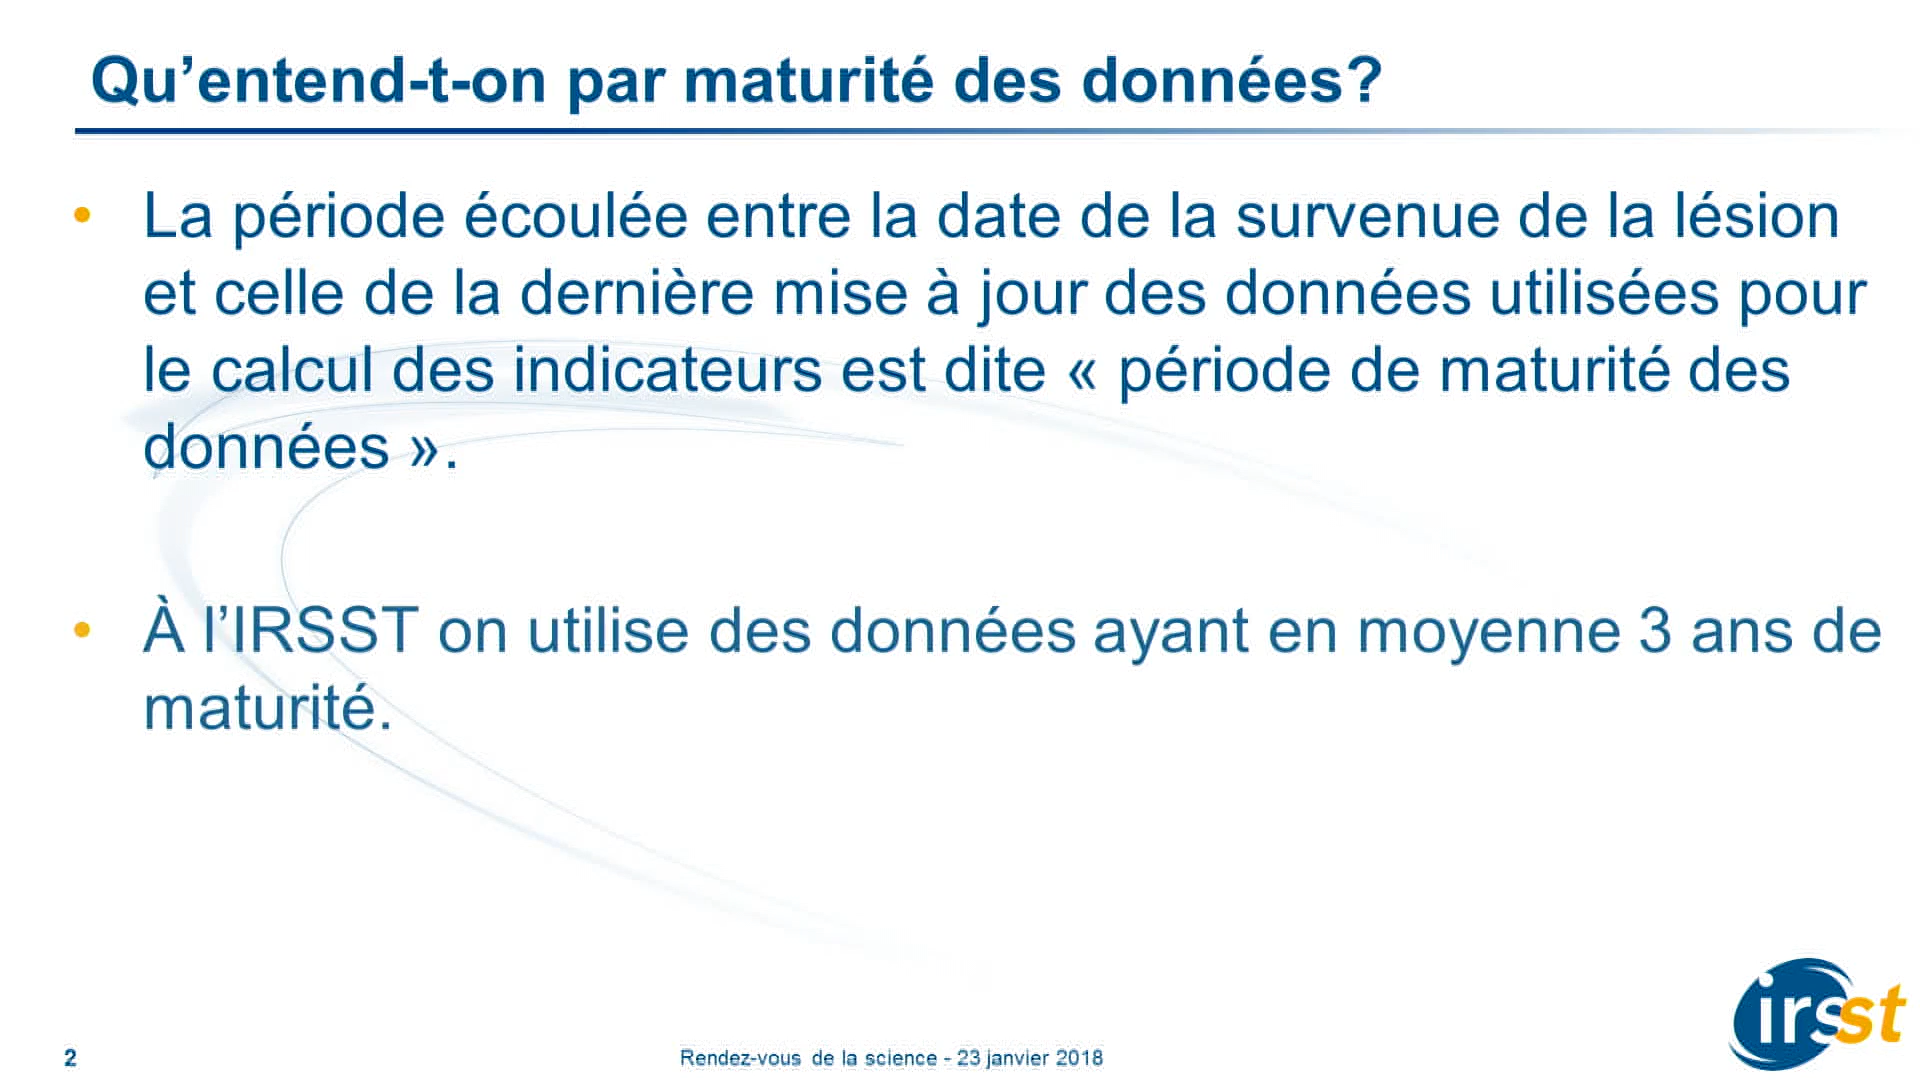 Qu’entend-t-on par maturité des données?
• La période écoulée entre la date de la survenue de la lésion
et celle de la dernière mise à jour des données utilisées pour
le calcul des indicateurs est dite « période de maturité des
données ».
• À l’IRSST on utilise des données ayant en moyenne 3 ans de
maturité.
irsst
2
Rendez-vous de la science - 23 janvier 2018